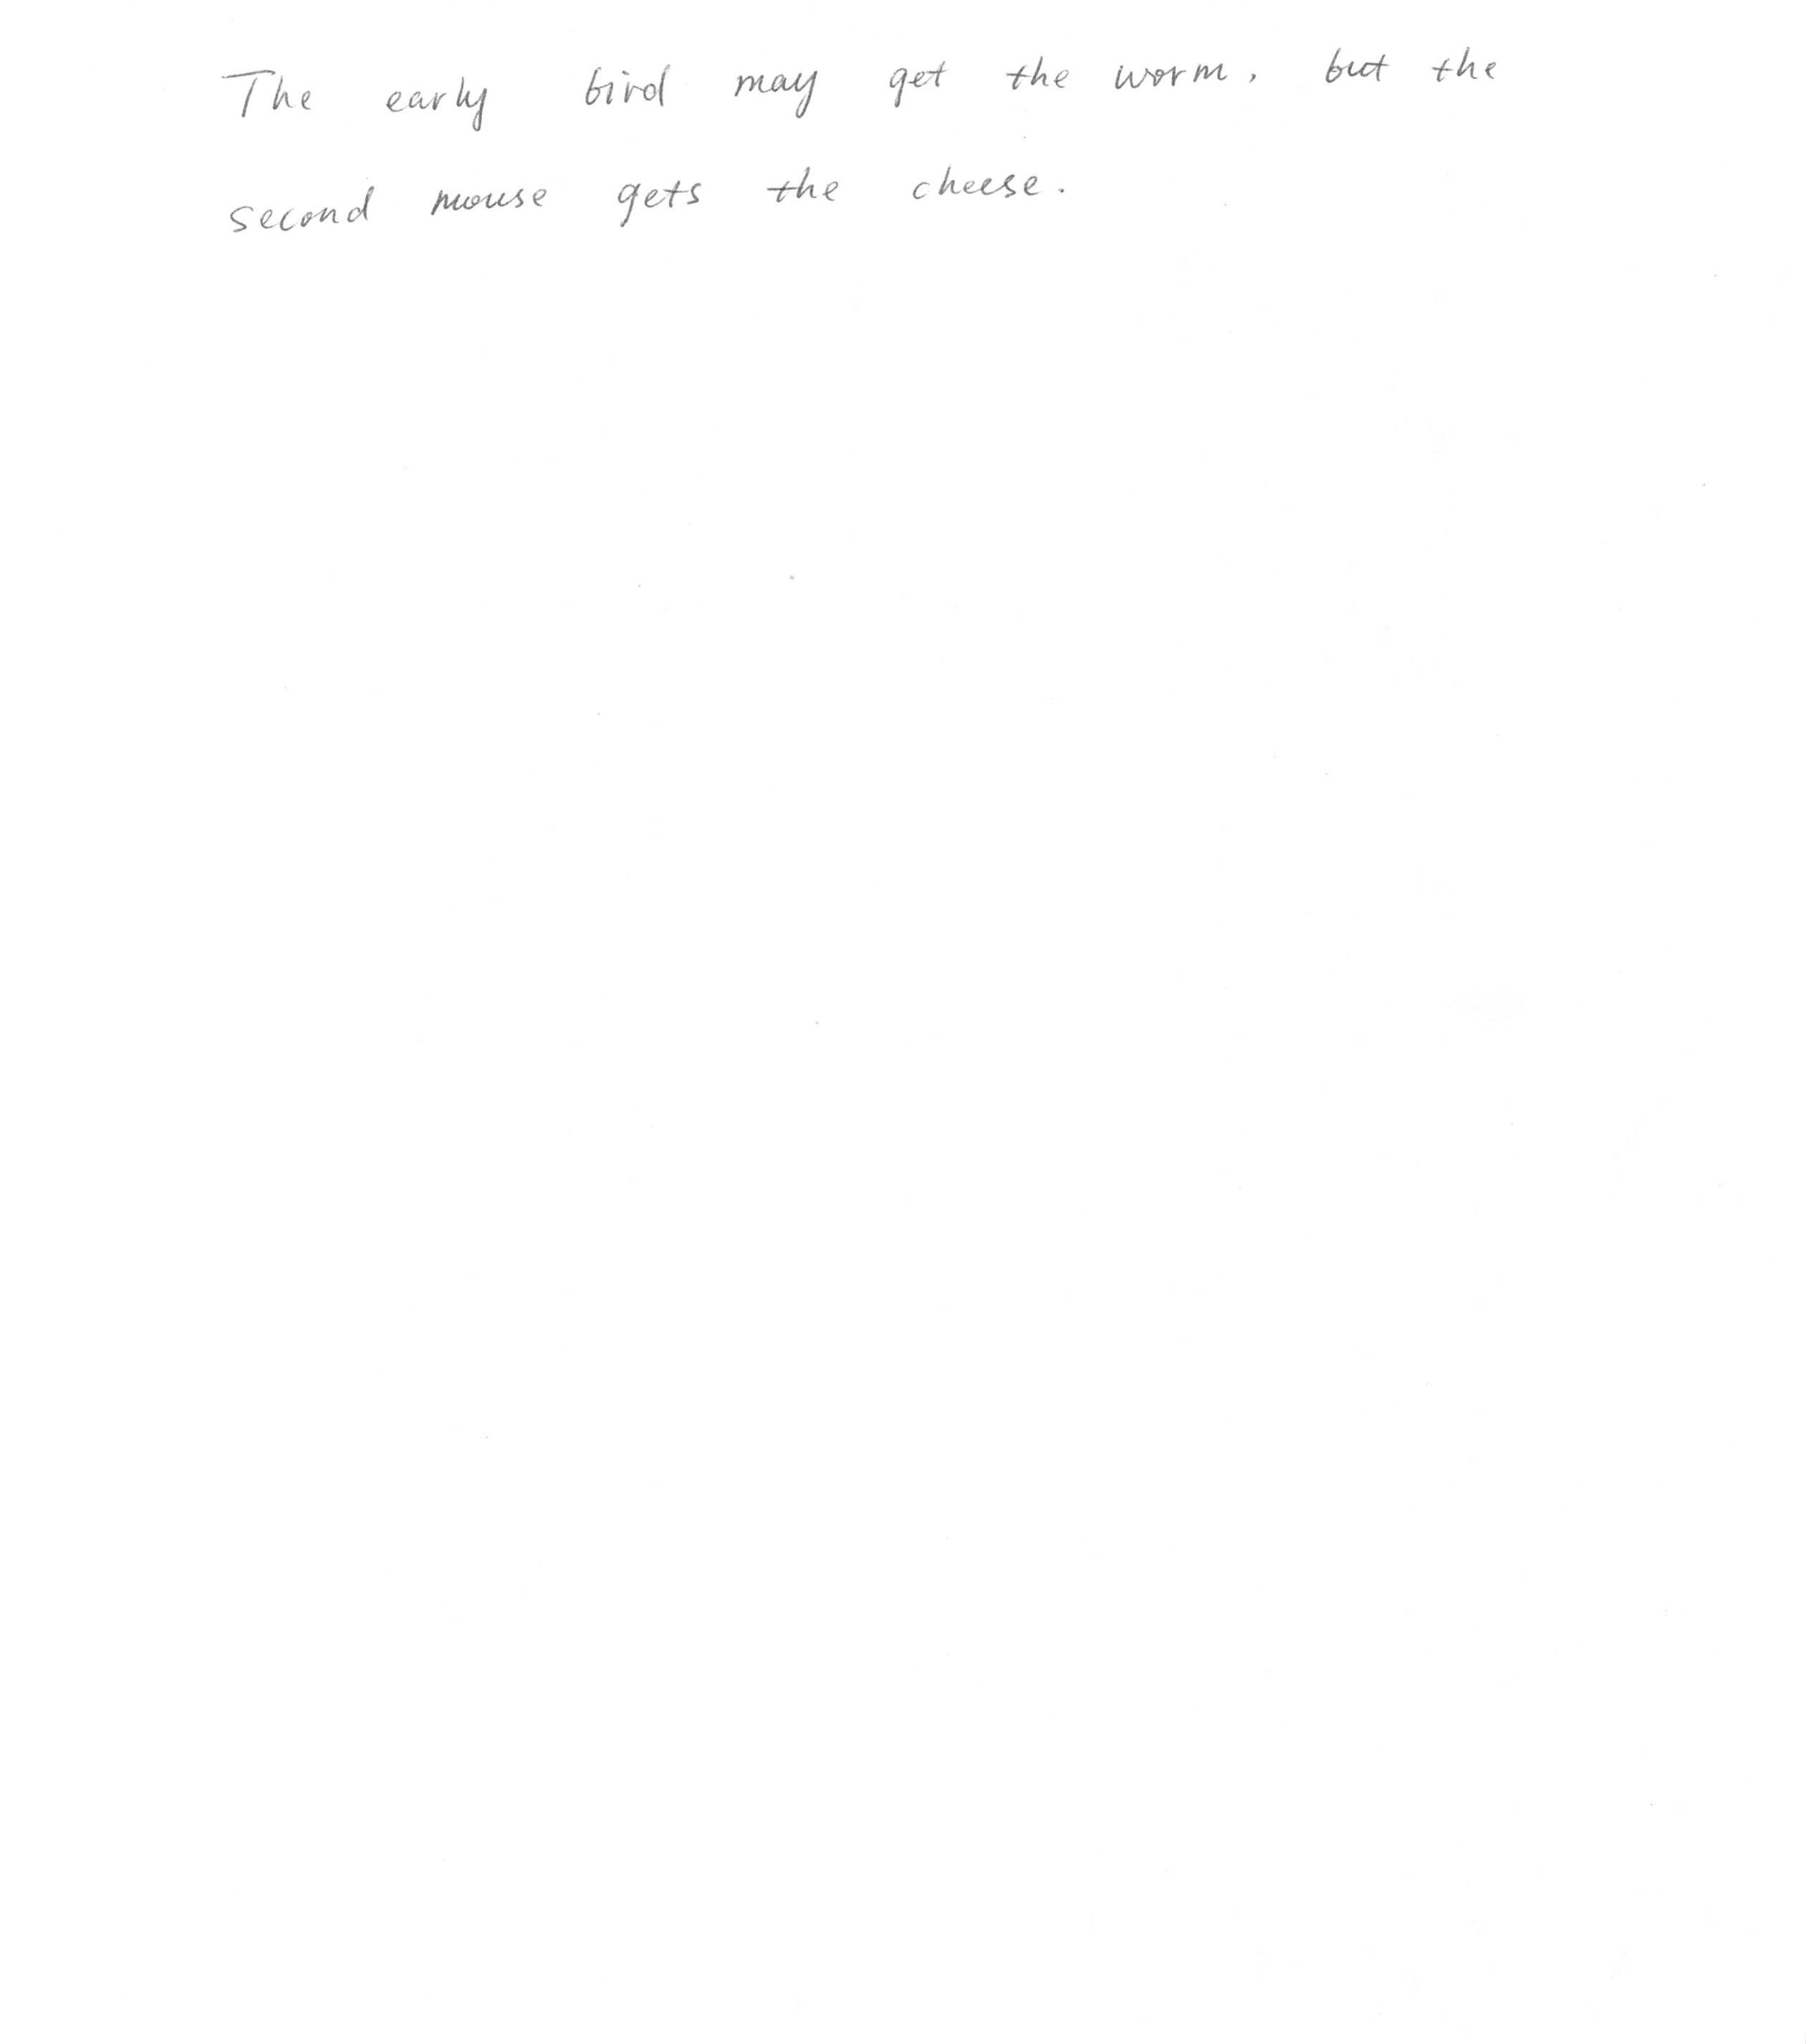 The early bird may get the worm, but the
second mouse gets the cheese.